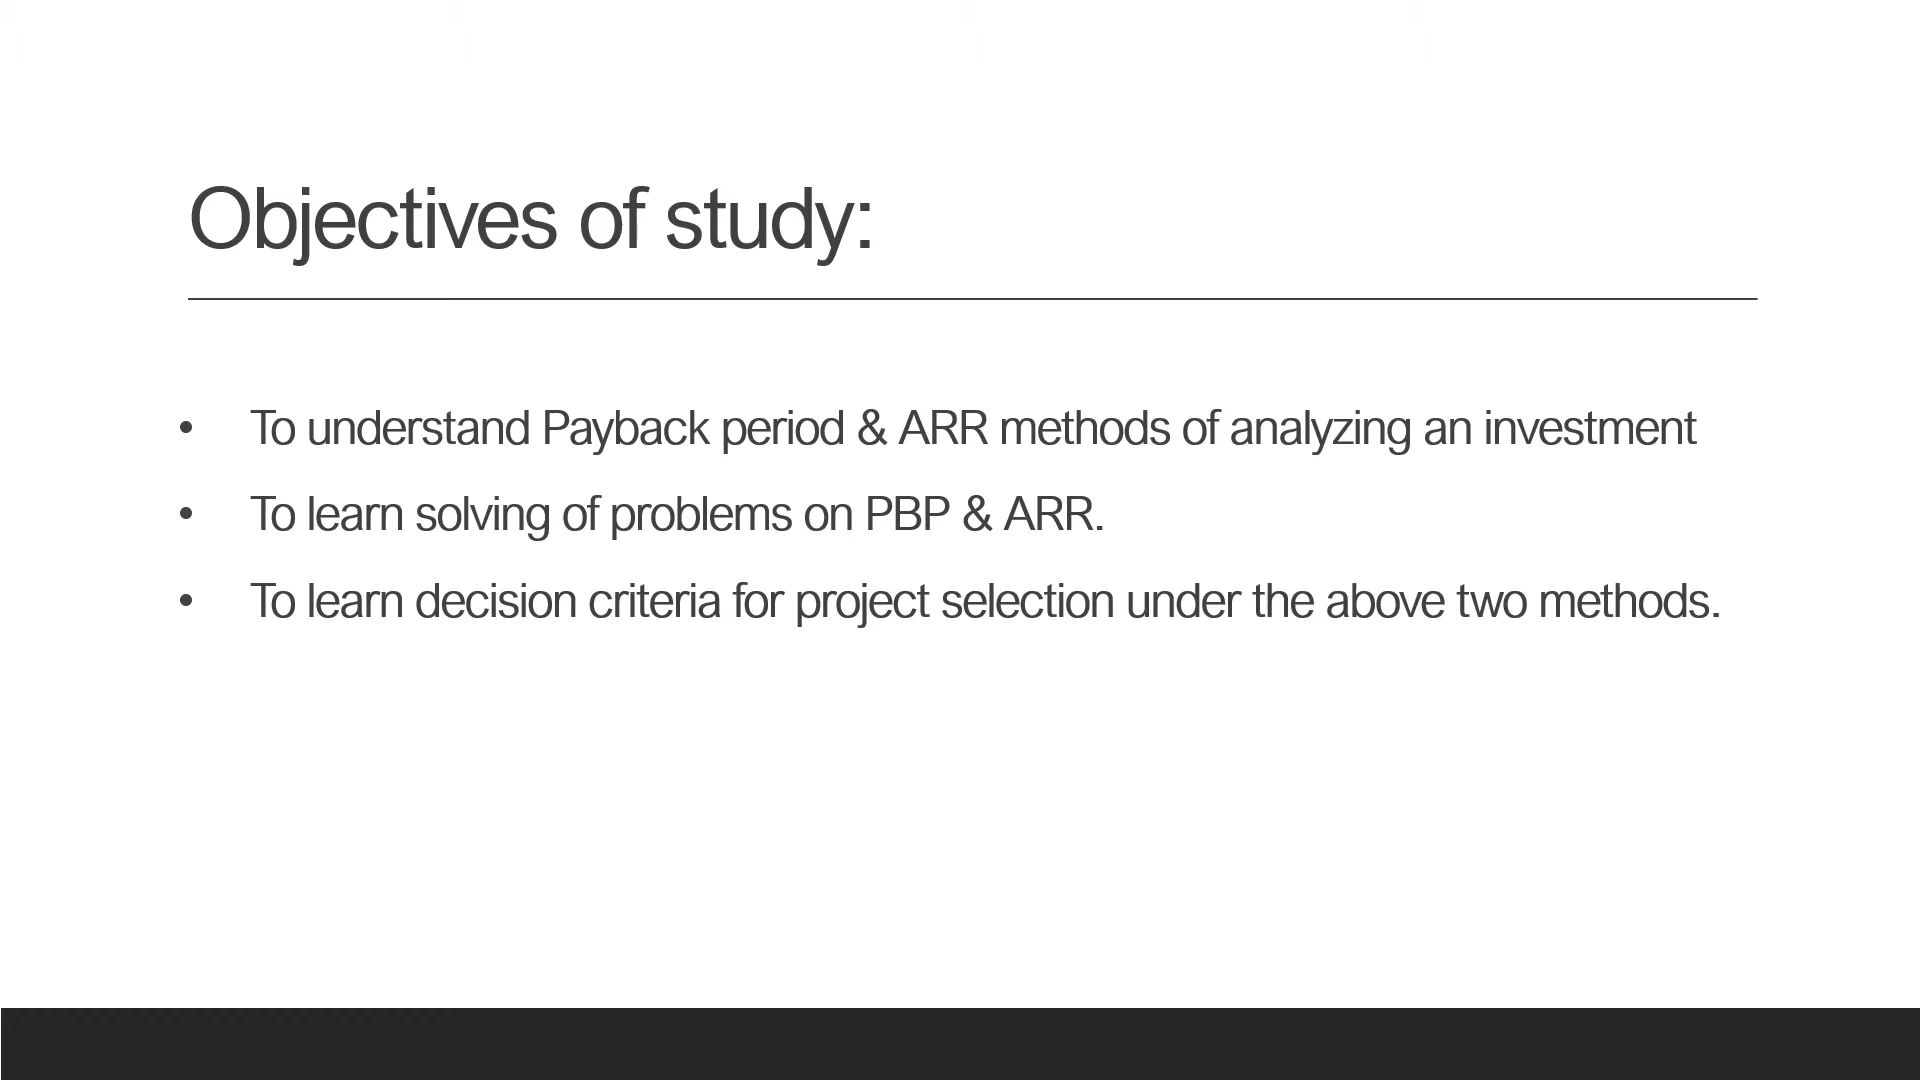 Objectives of study:
• To understand Payback period & ARR methods of analyzing an investment
• To learn solving of problems on PBP & ARR.
• To learn decision criteria for project selection under the above two methods.